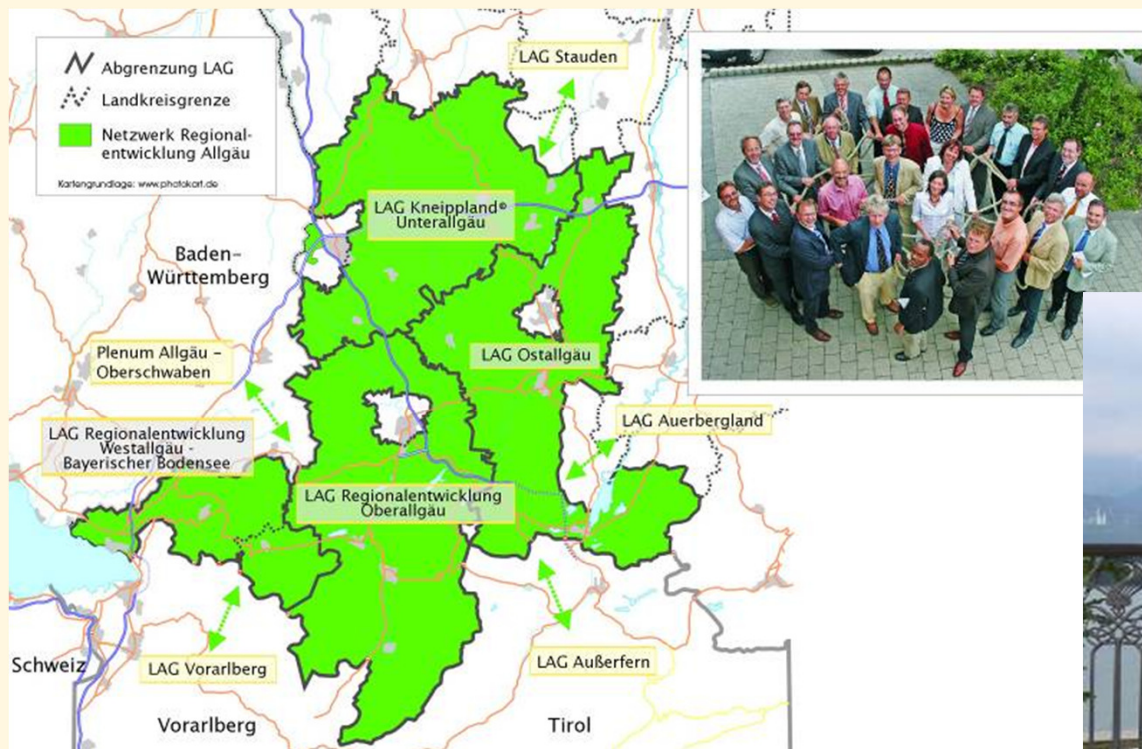 Abgrenzung LAG
Landkreisgrenze
Netzwerk Regional-
entwicklung Allgäu
Kartengrundlage: www.photokart.de
LAG Stauden
LAG Kneippland®
Unterallgäu
Baden-
Württemberg
Plenum Allgäu –
Oberschwaben
LAG Ostallgäu
LAG Regionalentwicklung
Westallgäu -
Bayerischer Bodensee
LAG Auerbergland
LAG Regionalentwicklung
Oberallgäu
Schweiz
LAG Vorarlberg
LAG Außerfern
Vorarlberg
Tirol